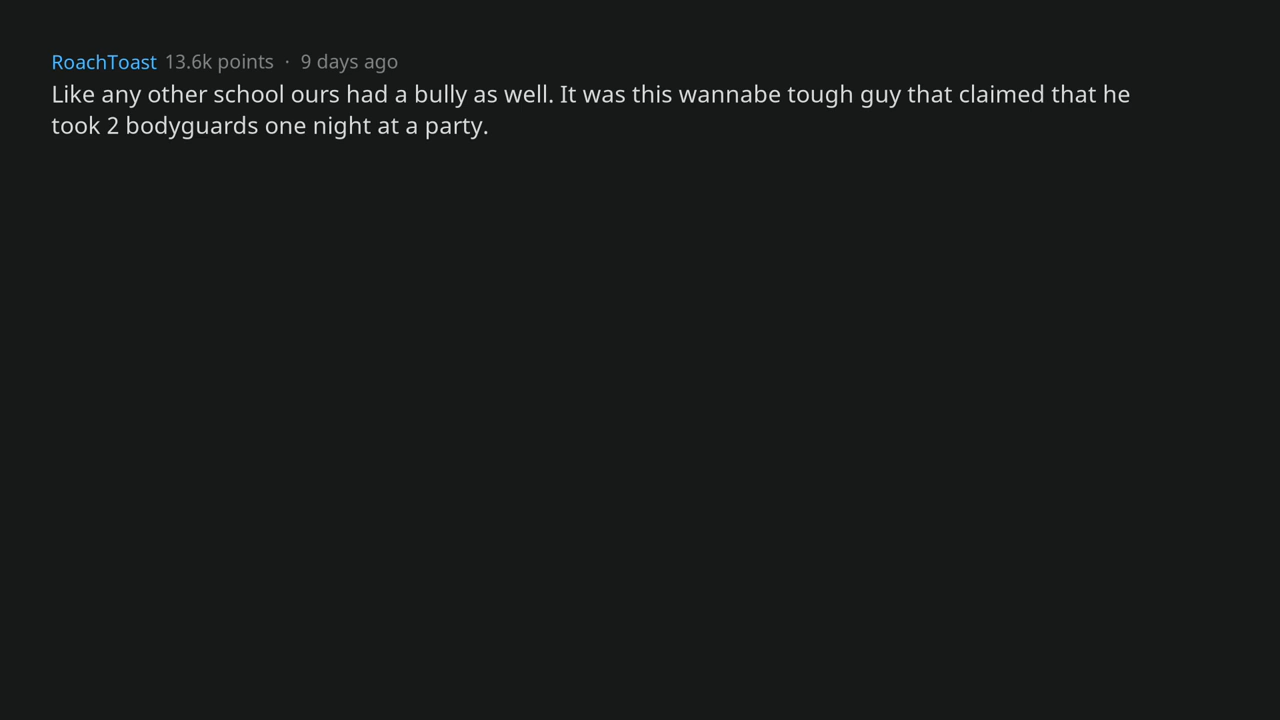 RoachToast 13.6k points · 9 days ago
Like any other school ours had a bully as well. It was this wannabe tough guy that claimed that he
took 2 bodyguards one night at a party.